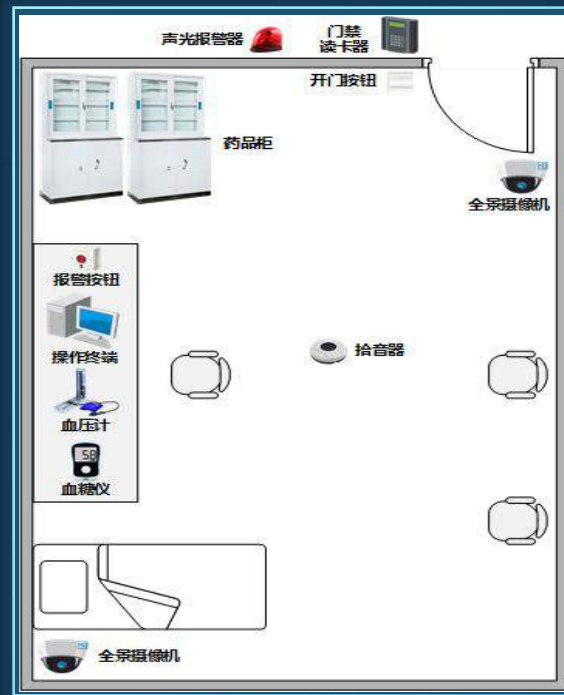 声光报警器
门禁
读卡器
开门按钮
药品柜
全景摄像机
报警按钮
操作终端
拾音器
血压计
58
血糖仪
全景摄像机